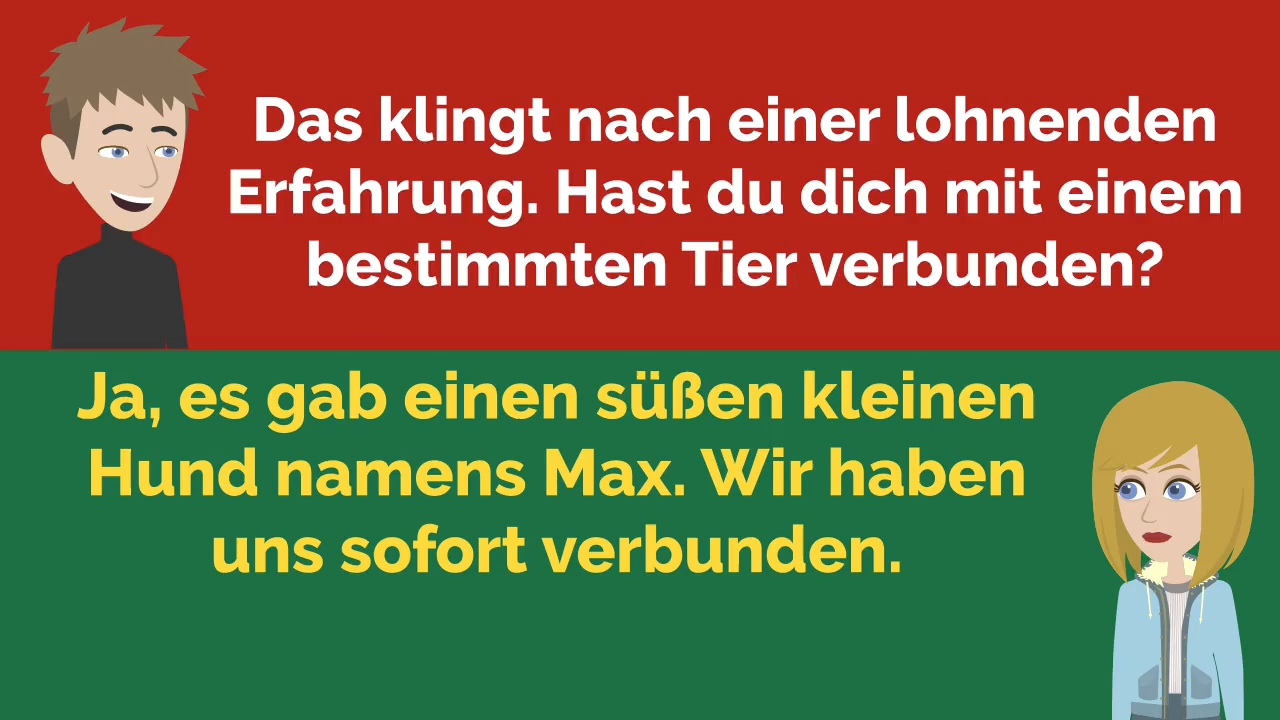 Das klingt nach einer lohnenden
Erfahrung. Hast du dich mit einem
bestimmten Tier verbunden?
Ja, es gab einen süßen kleinen
Hund namens Max. Wir haben
uns sofort verbunden.